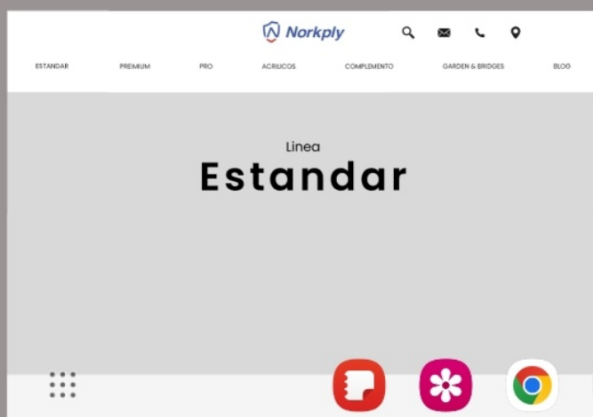 Norkply
ESTANDAR PREMIUM PRO ACRILICOS COMPLEMENTO GARDEN & BRIDGES BLOG
Linea
Estandar